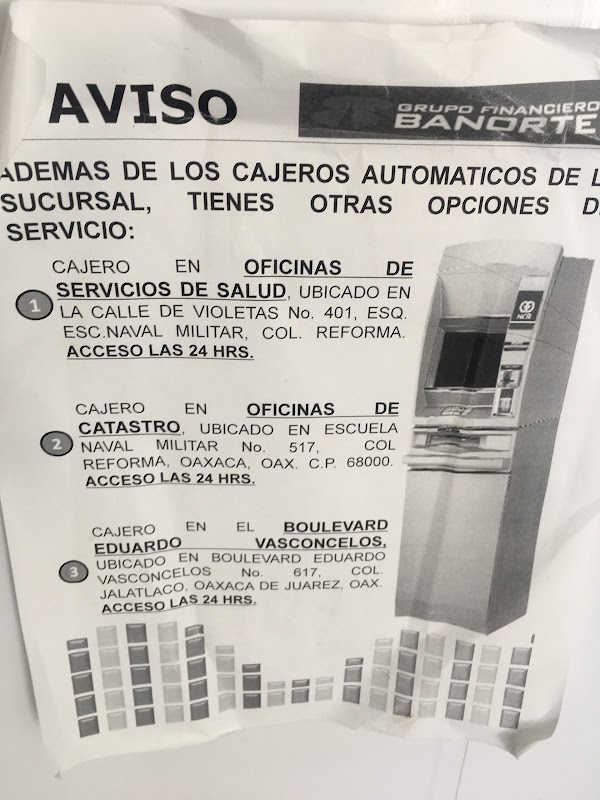 AVISO
GRUPO FINANCIERO
BANORTE
ADEMAS DE LOS CAJEROS AUTOMATICOS DE L
SUCURSAL, TIENES OTRAS OPCIONES D
SERVICIO:
CAJERO EN OFICINAS DE
1 SERVICIOS DE SALUD, UBICADO EN
LA CALLE DE VIOLETAS No. 401, ESQ.
ESC.NAVAL MILITAR, COL. REFORMA.
ACCESO LAS 24 HRS.
NCR
CAJERO EN OFICINAS DE
CATASTRO, UBICADO EN ESCUELA
2 NAVAL MILITAR No. 517, COL
REFORMA, OAXACA, OAX. C.P. 68000.
ACCESO LAS 24 HRS.
CAJERO EN EL BOULEVARD
EDUARDO VASCONCELOS,
UBICADO EN BOULEVARD EDUARDO
3 VASCONCELOS No. 617, COL.
JALATLACO, OAXACA DE JUAREZ, OAX.
ACCESO LAS 24 HRS.